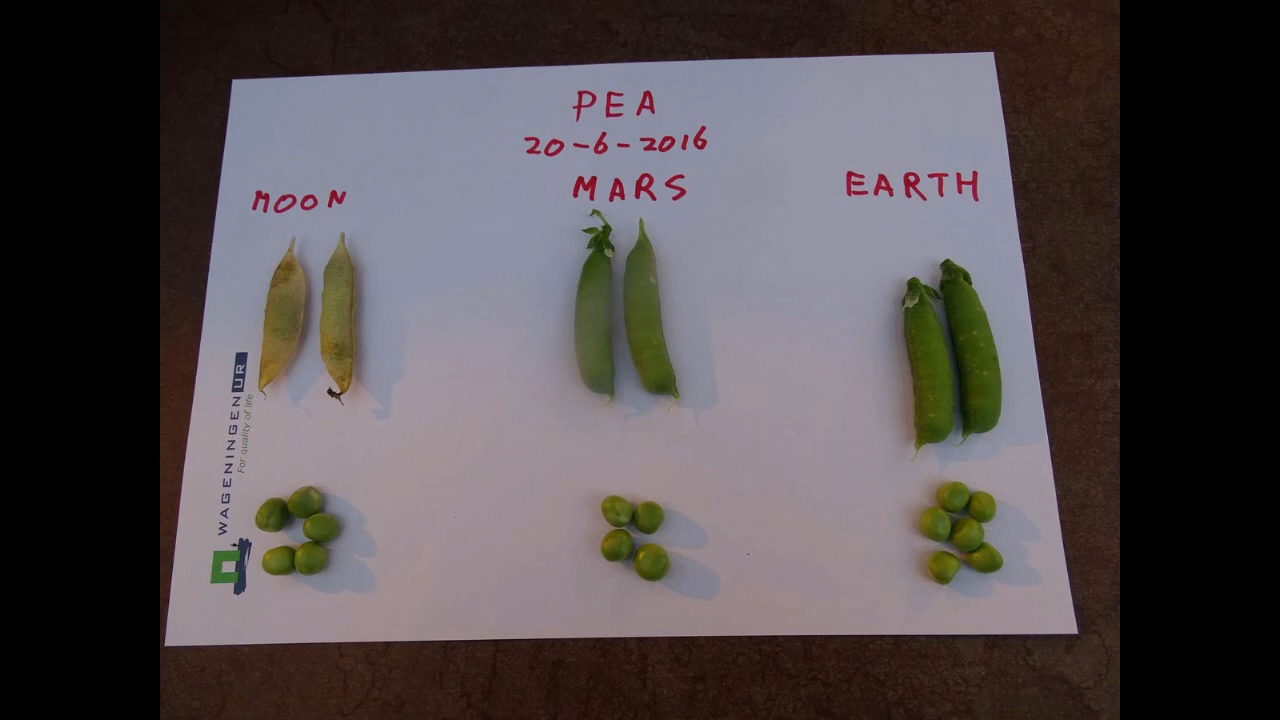 PEA
20-6-2016
MOON
MARS
EARTH
WAGENINGEN UR
For quality of life